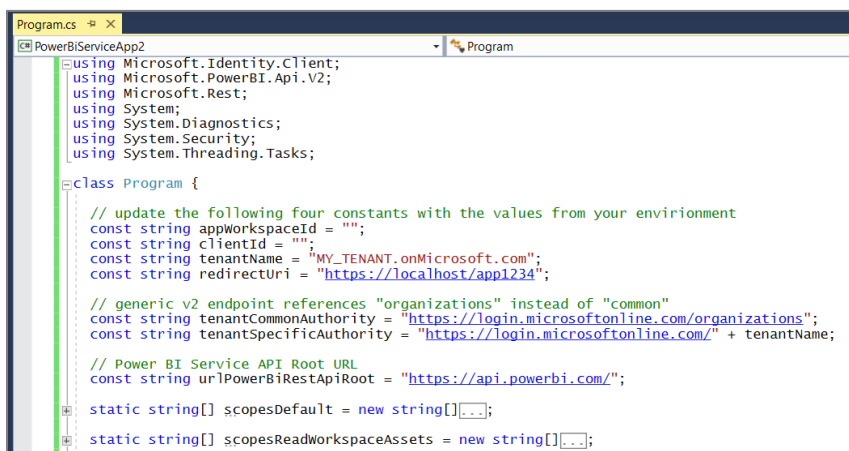 Program.cs
C# PowerBiServiceApp2 Program
using Microsoft.Identity.Client;
using Microsoft.PowerBI.Api.V2;
using Microsoft.Rest;
using System;
using System.Diagnostics;
using System.Security;
using System.Threading.Tasks;
class Program {
// update the following four constants with the values from your envirionment
const string appWorkspaceId = "";
const string clientId = "";
const string tenantName = "MY_TENANT.onMicrosoft.com";
const string redirectUri = "https://localhost/app1234";
// generic v2 endpoint references "organizations" instead of "common"
const string tenantCommonAuthority = "https://login.microsoftonline.com/organizations";
const string tenantSpecificAuthority = "https://login.microsoftonline.com/" + tenantName;
// Power BI Service API Root URL
const string urlPowerBiRestApiRoot = "https://api.powerbi.com/";
static string[] scopesDefault = new string[]...;
static string[] scopesReadWorkspaceAssets = new string[]...;